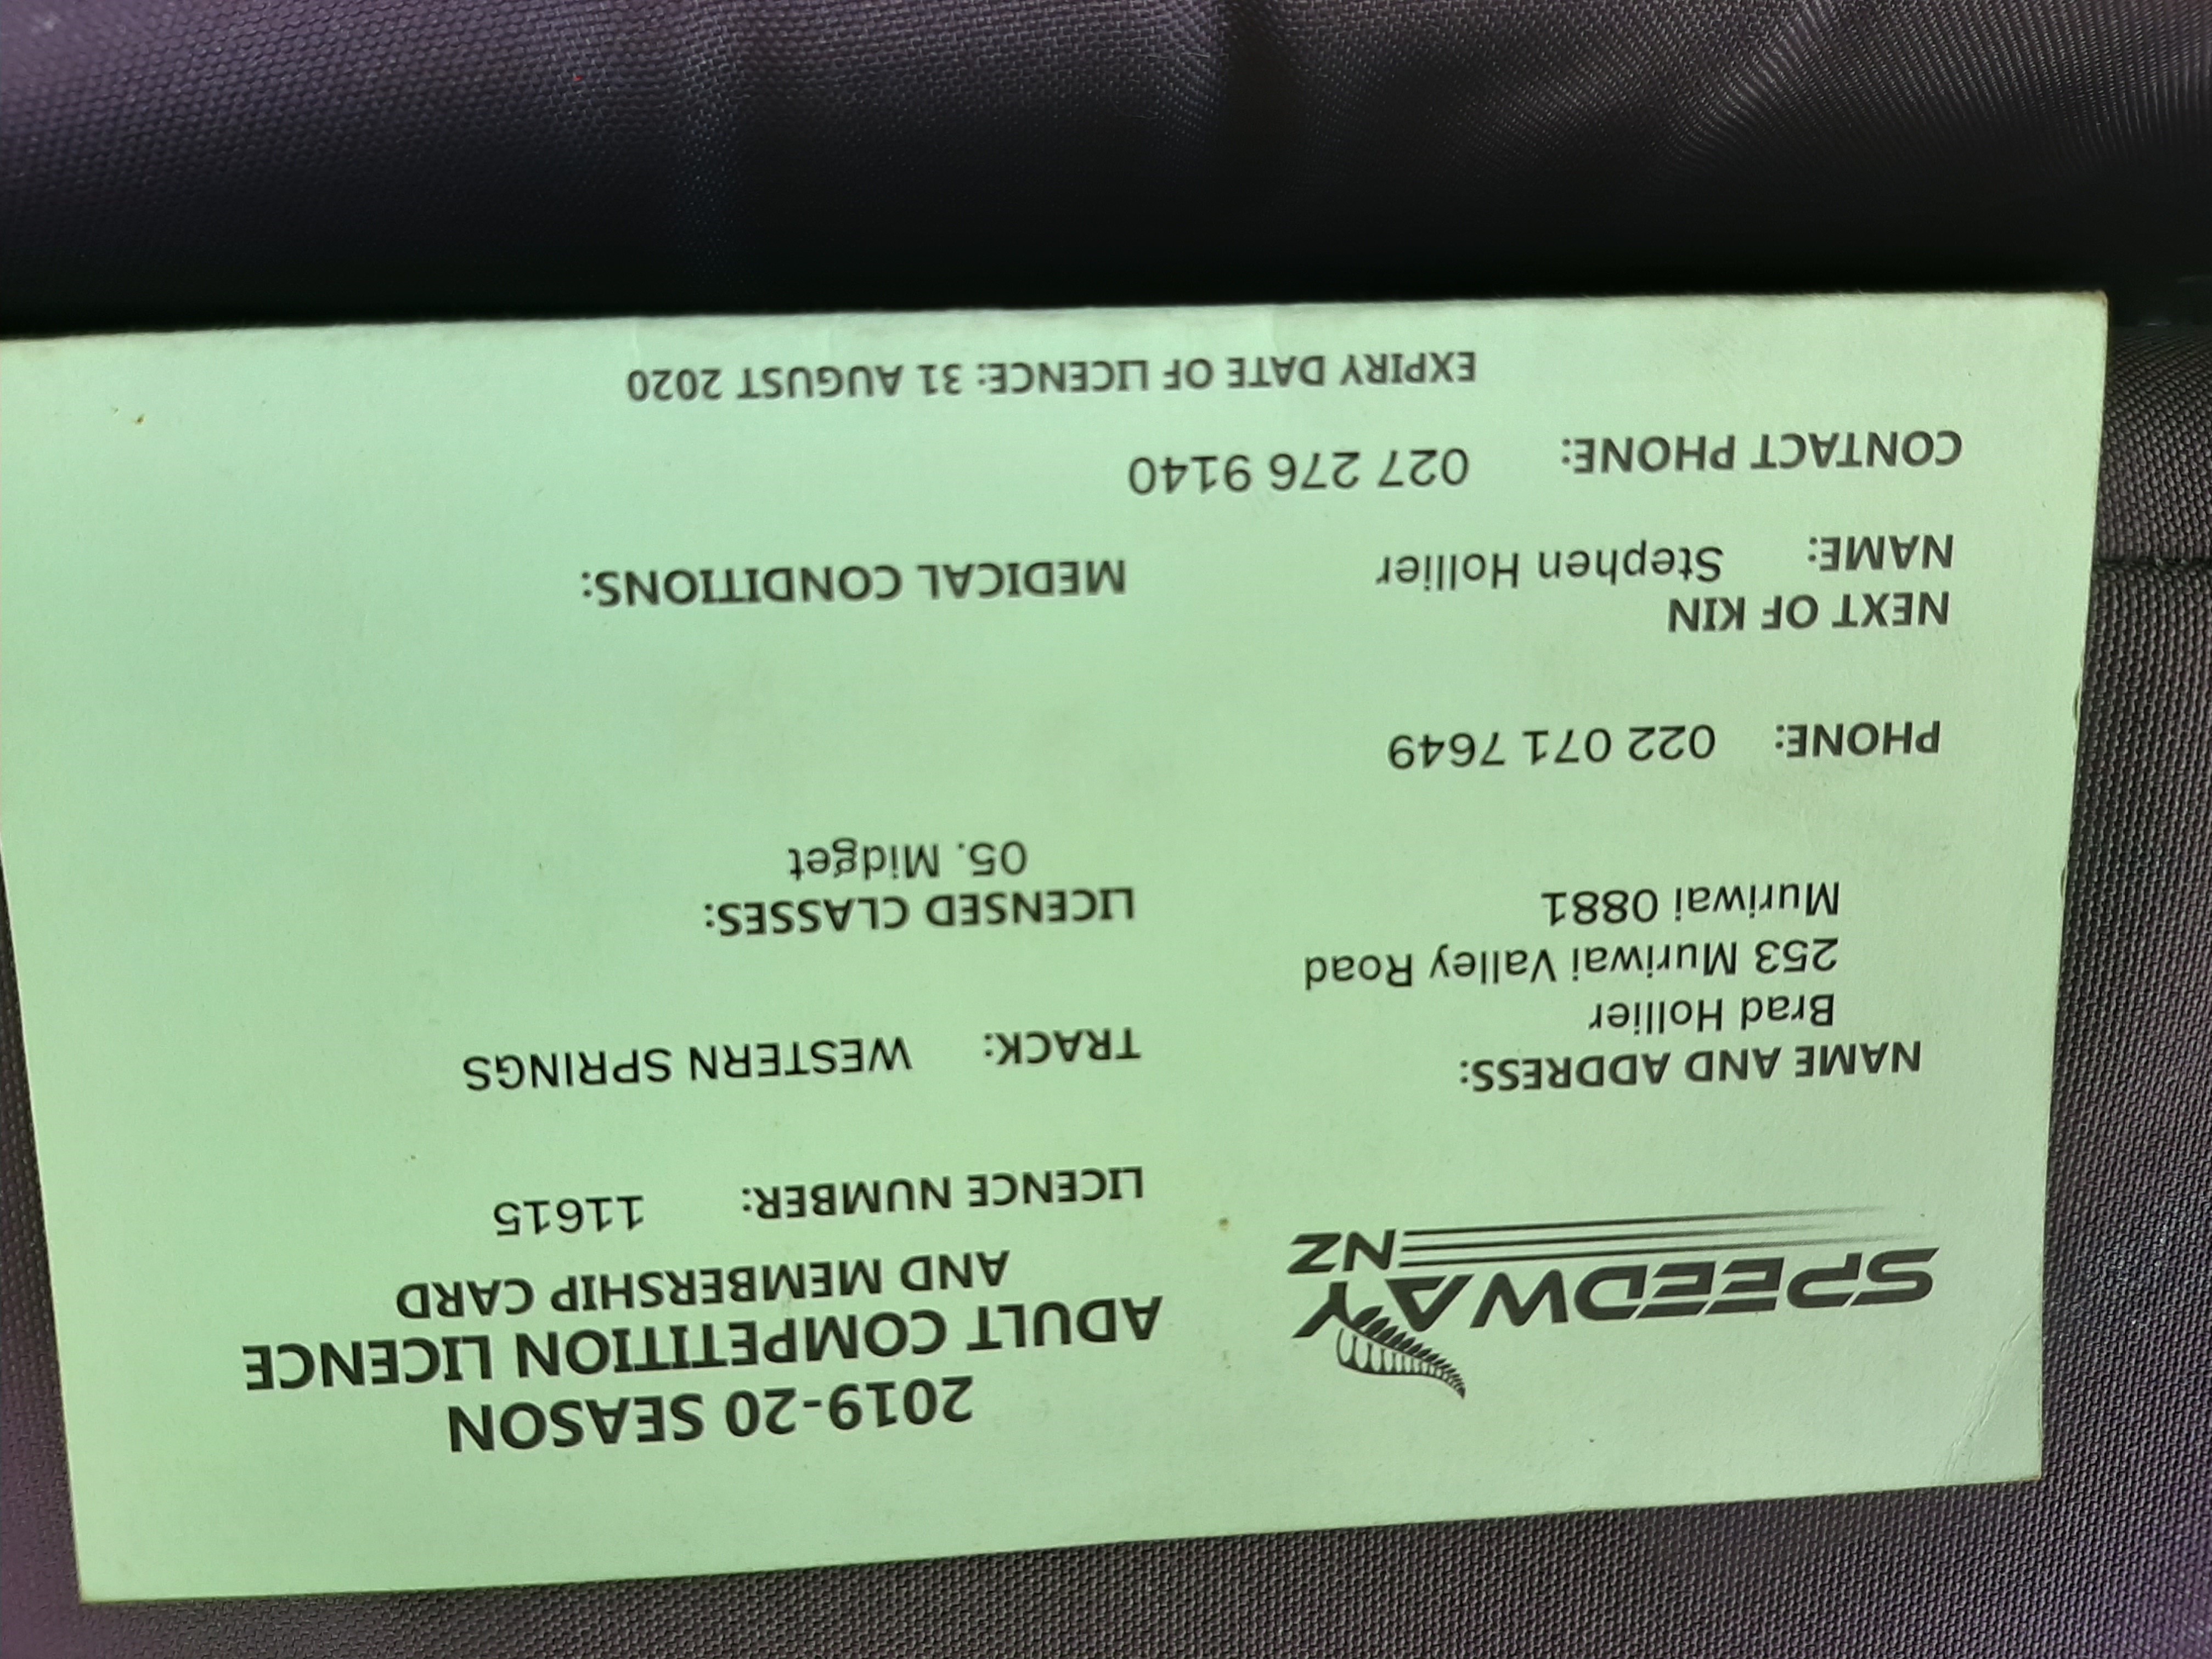 SPEEDWAY
NZ
2019-20 SEASON
ADULT COMPETITION LICENCE
AND MEMBERSHIP CARD
LICENCE NUMBER: 11615
NAME AND ADDRESS:
Brad Hollier
253 Muriwai Valley Road
Muriwai 0881
TRACK: WESTERN SPRINGS
LICENSED CLASSES:
05. Midget
PHONE: 022 071 7649
NEXT OF KIN
NAME: Stephen Hollier
MEDICAL CONDITIONS:
CONTACT PHONE: 027 276 9140
EXPIRY DATE OF LICENCE: 31 AUGUST 2020